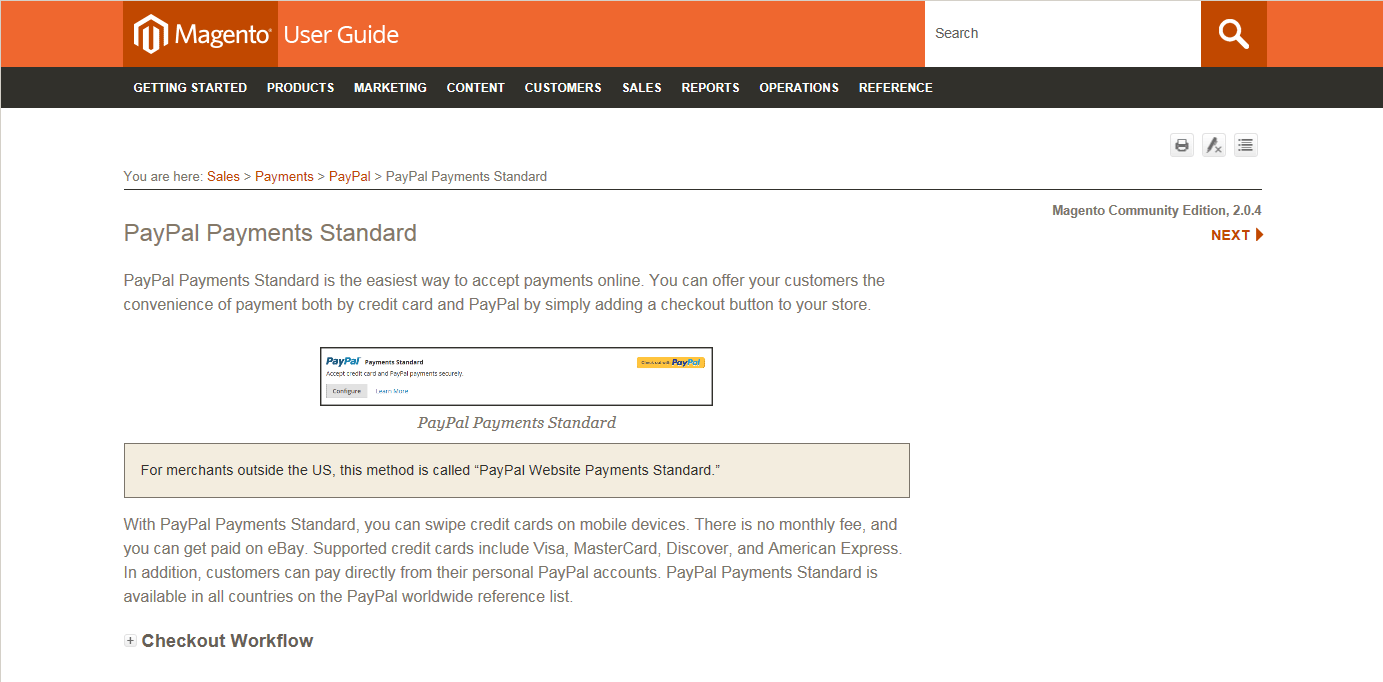 Magento User Guide
Search
GETTING STARTED PRODUCTS MARKETING CONTENT CUSTOMERS SALES REPORTS OPERATIONS REFERENCE
You are here: Sales > Payments > PayPal > PayPal Payments Standard
Magento Community Edition, 2.0.4
NEXT
PayPal Payments Standard
PayPal Payments Standard is the easiest way to accept payments online. You can offer your customers the
convenience of payment both by credit card and PayPal by simply adding a checkout button to your store.
PayPal Payments Standard
Check out with PayPal
Accept credit card and PayPal payments securely.
Configure Learn More
PayPal Payments Standard
For merchants outside the US, this method is called “PayPal Website Payments Standard.”
With PayPal Payments Standard, you can swipe credit cards on mobile devices. There is no monthly fee, and
you can get paid on eBay. Supported credit cards include Visa, MasterCard, Discover, and American Express.
In addition, customers can pay directly from their personal PayPal accounts. PayPal Payments Standard is
available in all countries on the PayPal worldwide reference list.
Checkout Workflow